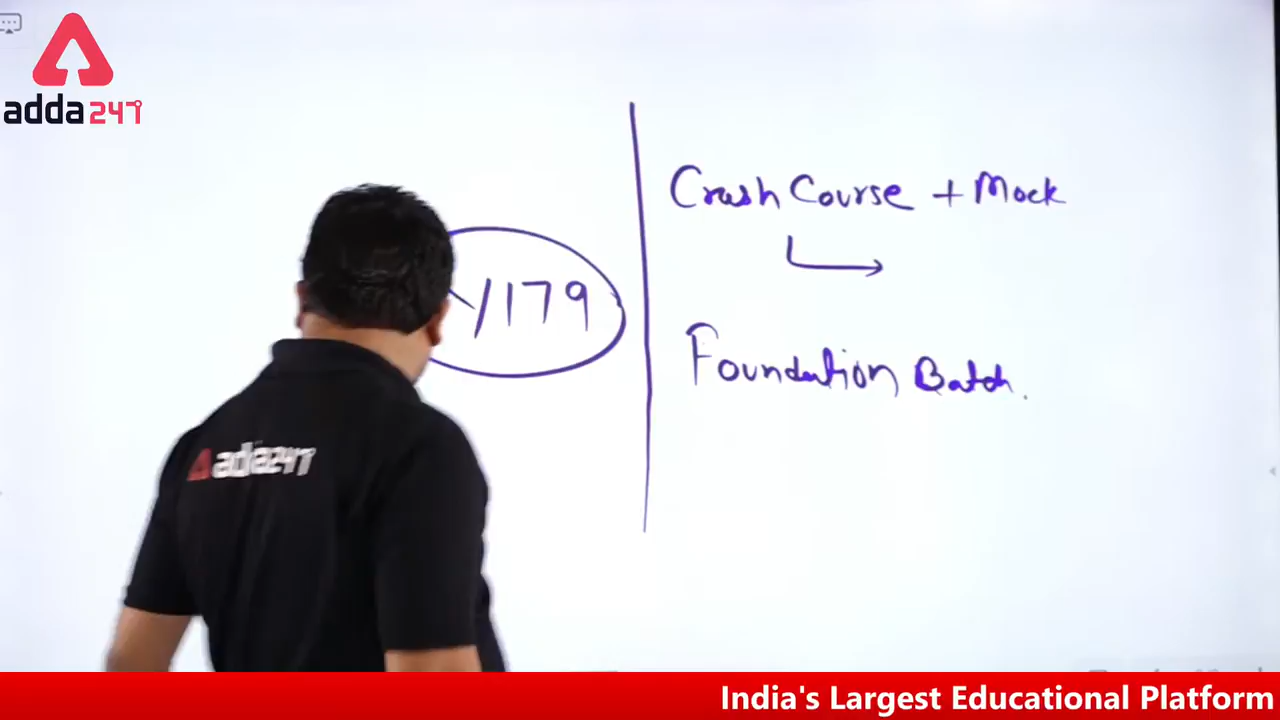 adda247
Crash Course + Mock
/179
Foundation Batch.
adda247
India's Largest Educational Platform